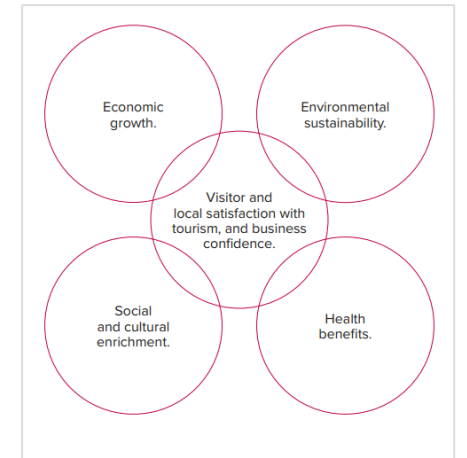 Economic
growth.
Environmental
sustainability.
Visitor and
local satisfaction with
tourism, and business
confidence.
Social
and cultural
enrichment.
Health
benefits.